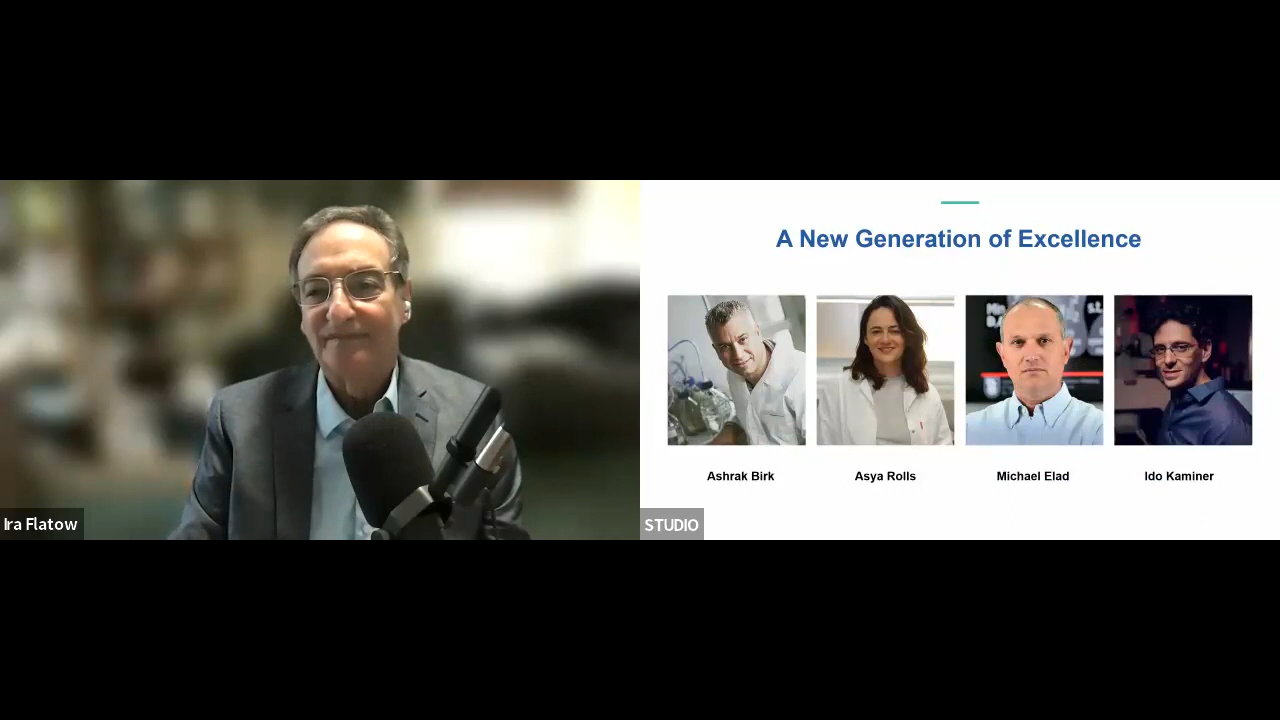 A New Generation of Excellence
Ashrak Birk
Asya Rolls
Michael Elad
Ido Kaminer
Ira Flatow
STUDIO